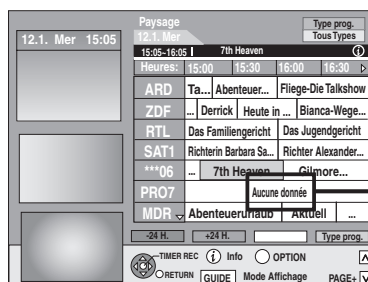 Paysage
Type prog.
12.1. Mer 15:05
12.1. Mer
Tous Types
15:05-16:05 7th Heaven
Heures: 15:00 15:30 16:00 16:30
ARD Ta... Abenteuer... Fliege-Die Talkshow
ZDF ... Derrick Heute in ... Bianca-Wege...
RTL Das Familiengericht Das Jugendgericht
SAT1 Richterin Barbara Sa... Richter Alexander...
***06 ... 7th Heaven Gilmore...
PRO7 Aucune donnée
MDR Abenteuerurlaub Aktuell ...
-24 H. +24 H. Type prog.
TIMER REC i Info OPTION
RETURN GUIDE Mode Affichage PAGE+